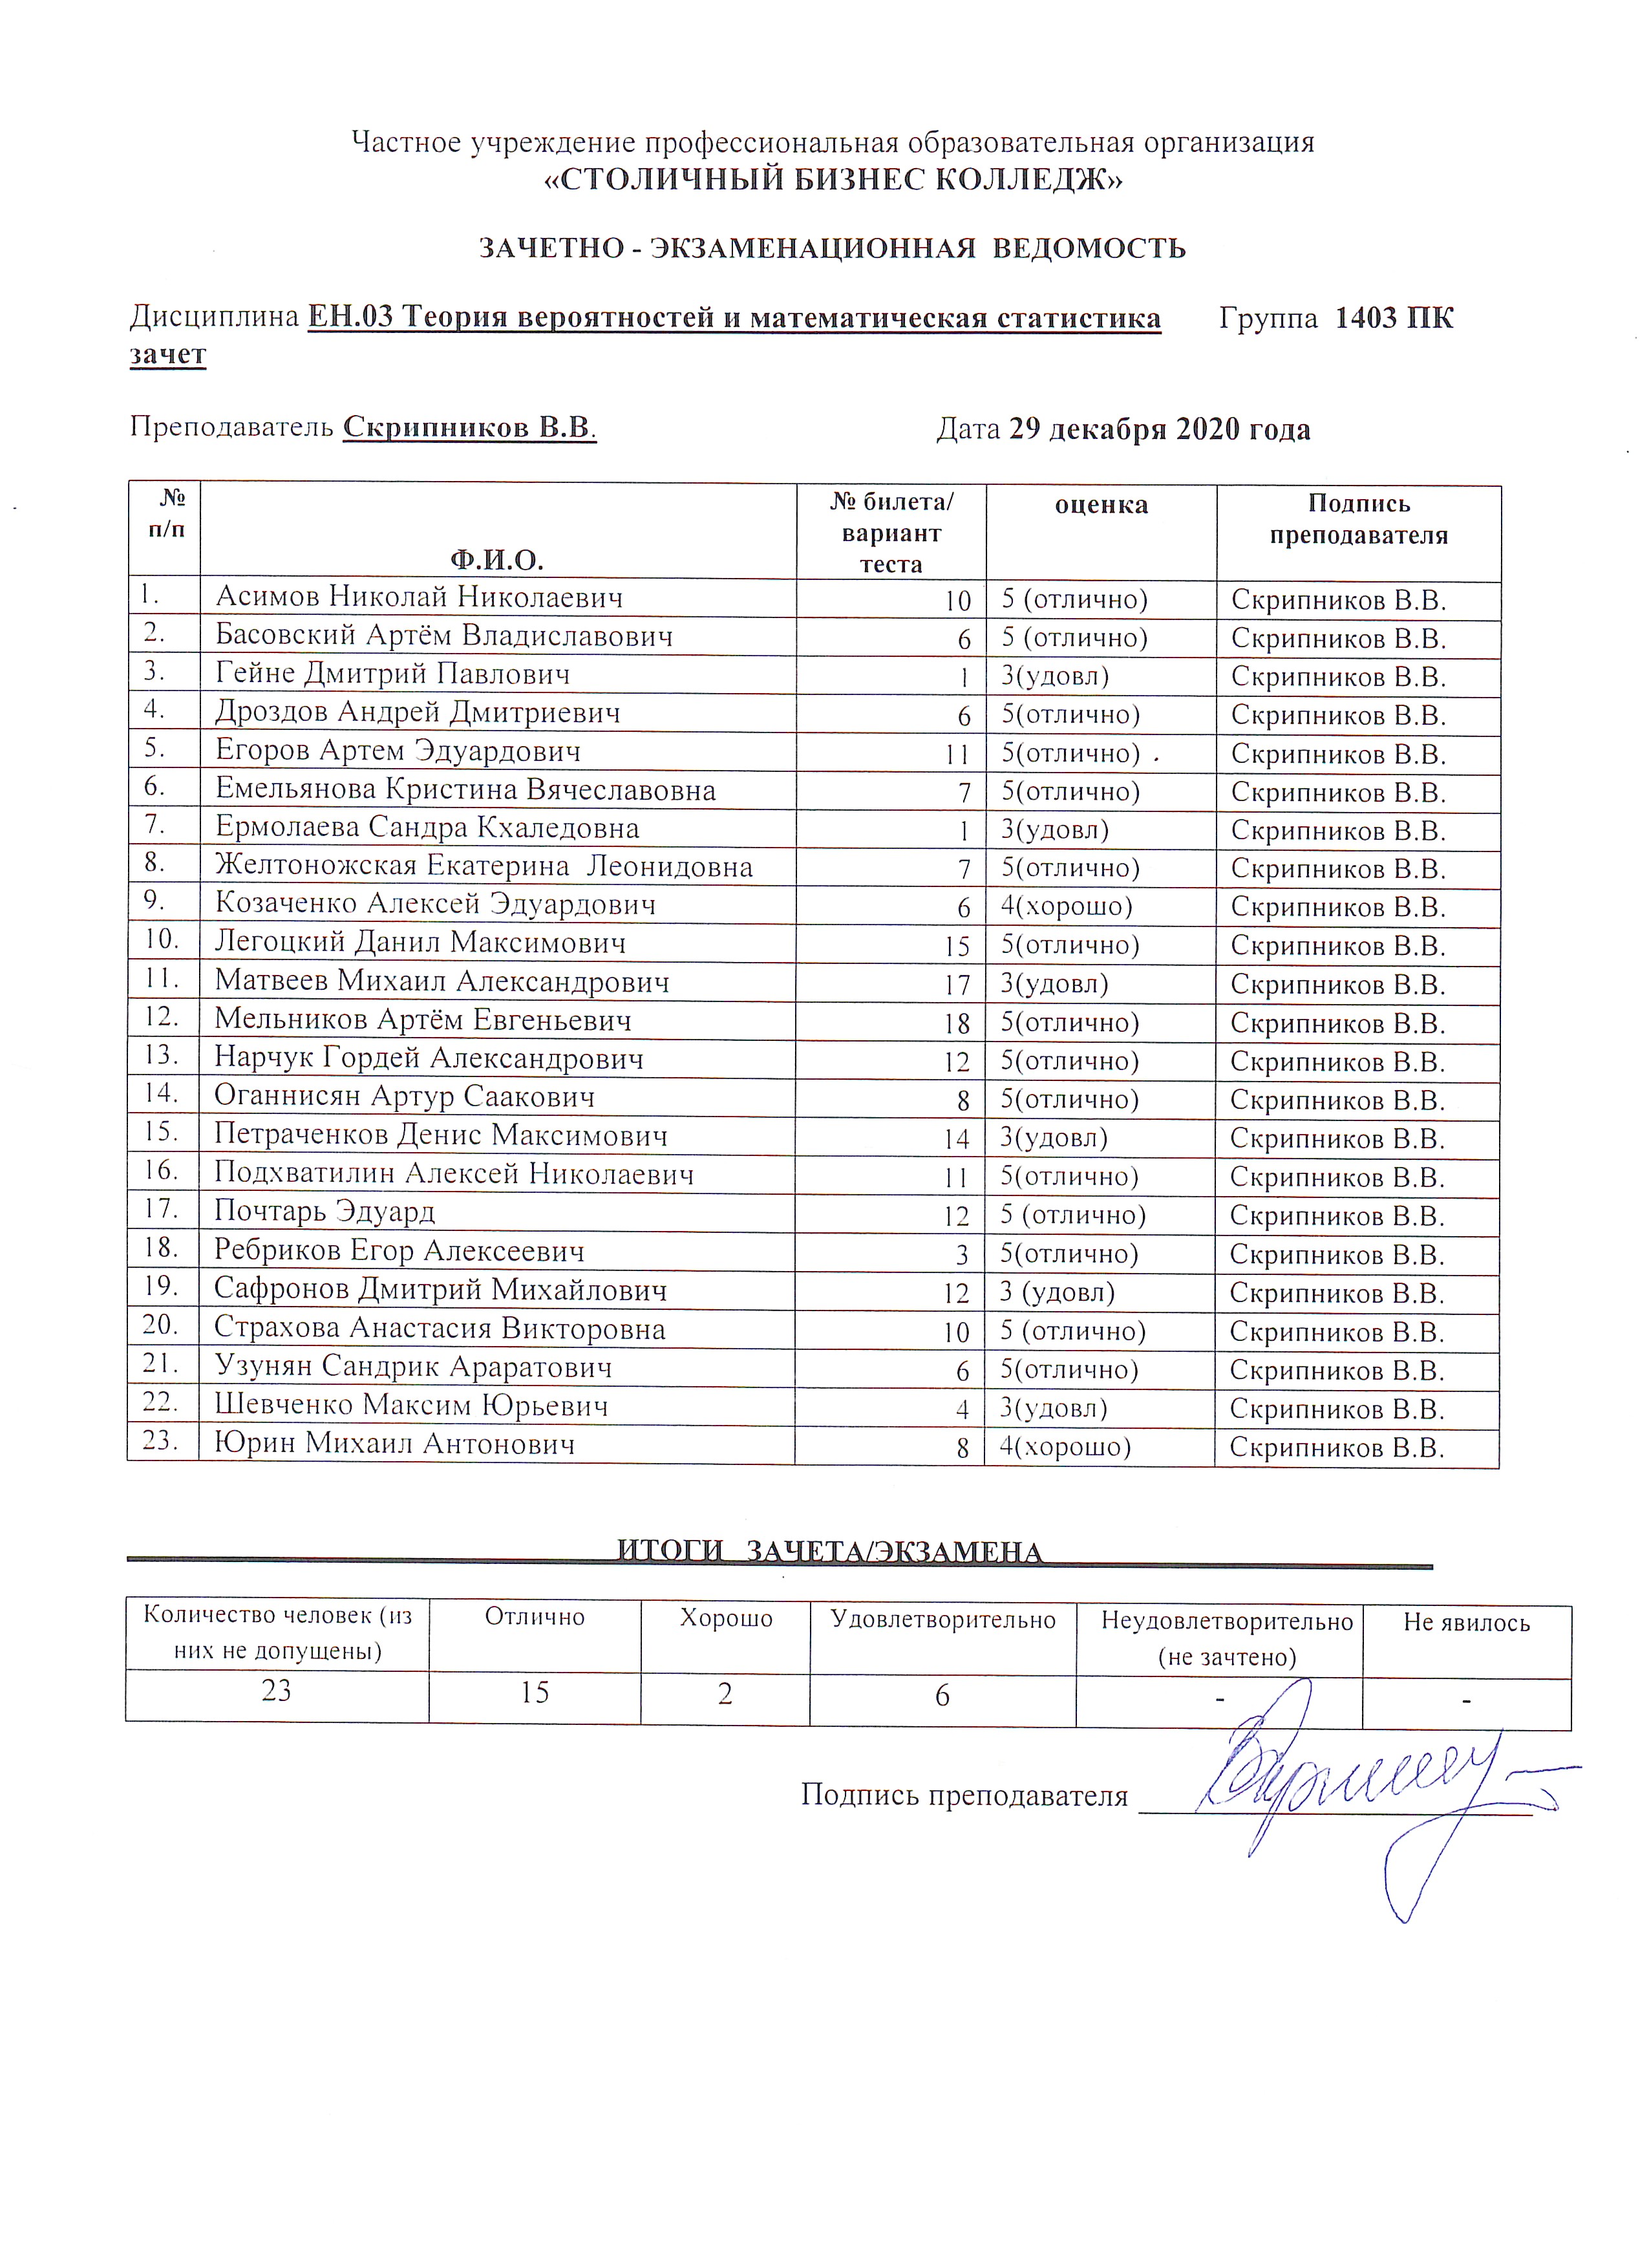 Частное учреждение профессиональная образовательная организация
«СТОЛИЧНЫЙ БИЗНЕС КОЛЛЕДЖ»
ЗАЧЕТНО - ЭКЗАМЕНАЦИОННАЯ ВЕДОМОСТЬ
Дисциплина ЕН.03 Теория вероятностей и математическая статистика Группа 1403 ПК
зачет
Преподаватель Скрипников В.В. Дата 29 декабря 2020 года
№ п/п Ф.И.О. № билета/ вариант теста оценка Подпись преподавателя
1. Асимов Николай Николаевич 10 5 (отлично) Скрипников В.В.
2. Басовский Артём Владиславович 6 5 (отлично) Скрипников В.В.
3. Гейне Дмитрий Павлович 1 3(удовл) Скрипников В.В.
4. Дроздов Андрей Дмитриевич 6 5(отлично) Скрипников В.В.
5. Егоров Артем Эдуардович 11 5(отлично) Скрипников В.В.
6. Емельянова Кристина Вячеславовна 7 5(отлично) Скрипников В.В.
7. Ермолаева Сандра Кхаледовна 1 3(удовл) Скрипников В.В.
8. Желтоножская Екатерина Леонидовна 7 5(отлично) Скрипников В.В.
9. Козаченко Алексей Эдуардович 6 4(хорошо) Скрипников В.В.
10. Легоцкий Данил Максимович 15 5(отлично) Скрипников В.В.
11. Матвеев Михаил Александрович 17 3(удовл) Скрипников В.В.
12. Мельников Артём Евгеньевич 18 5(отлично) Скрипников В.В.
13. Нарчук Гордей Александрович 12 5(отлично) Скрипников В.В.
14. Оганнисян Артур Саакович 8 5(отлично) Скрипников В.В.
15. Петраченков Денис Максимович 14 3(удовл) Скрипников В.В.
16. Подхватилин Алексей Николаевич 11 5(отлично) Скрипников В.В.
17. Почтарь Эдуард 12 5 (отлично) Скрипников В.В.
18. Ребриков Егор Алексеевич 3 5(отлично) Скрипников В.В.
19. Сафронов Дмитрий Михайлович 12 3 (удовл) Скрипников В.В.
20. Страхова Анастасия Викторовна 10 5 (отлично) Скрипников В.В.
21. Узунян Сандрик Араратович 6 5(отлично) Скрипников В.В.
22. Шевченко Максим Юрьевич 4 3(удовл) Скрипников В.В.
23. Юрин Михаил Антонович 8 4(хорошо) Скрипников В.В.
ИТОГИ ЗАЧЕТА/ЭКЗАМЕНА
Количество человек (из них не допущены) Отлично Хорошо Удовлетворительно Неудовлетворительно (не зачтено) Не явилось
23 15 2 6 - -
Подпись преподавателя